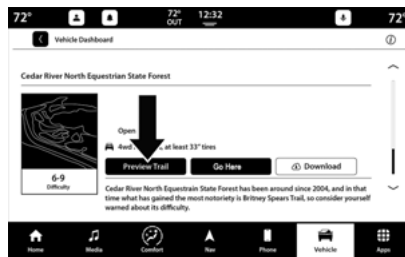 72° 72° 12:32 72°
OUT
Vehicle Dashboard
Cedar River North Equestrian State Forest
Open
4wd at least 33" tires
Preview Trail Go Here Download
6-9
Difficulty
Cedar River North Equestrain State Forest has been around since 2004, and in that
time what has gained the most notoriety is Britney Spears Trail, so consider yourself
warned about its difficulty.
Home Media Comfort Nav Phone Vehicle Apps